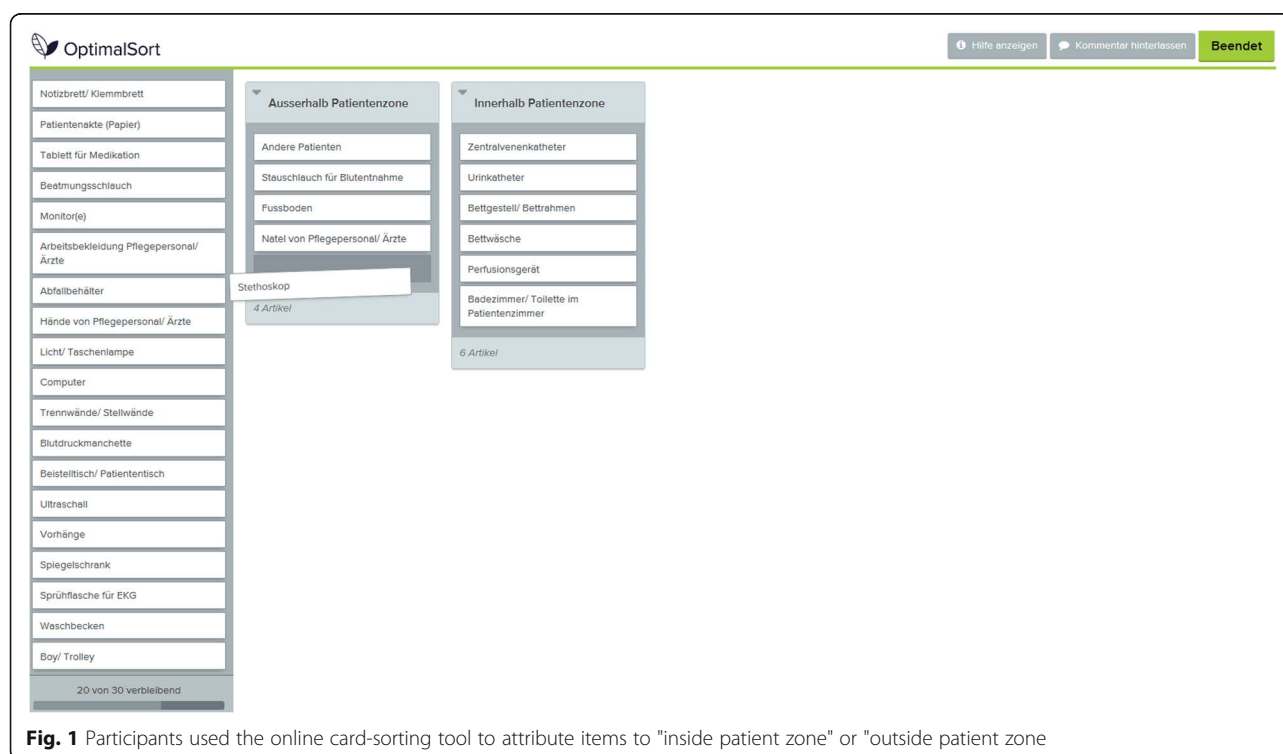 OptimalSort
Hilfe anzeigen
Kommentar hinterlassen
Beendet
Notizbrett/ Klemmbrett
Patientenakte (Papier)
Tablett für Medikation
Beatmungsschlauch
Monitor(e)
Arbeitsbekleidung Pflegepersonal/
Ärzte
Abfallbehälter
Hände von Pflegepersonal/ Ärzte
Licht/ Taschenlampe
Computer
Trennwände/ Stellwände
Blutdruckmanchette
Beistelltisch/ Patiententisch
Ultraschall
Vorhänge
Spiegelschrank
Sprühflasche für EKG
Waschbecken
Boy/ Trolley
20 von 30 verbleibend
Ausserhalb Patientenzone
Andere Patienten
Stauschlauch für Blutentnahme
Fussboden
Natel von Pflegepersonal/ Ärzte
Stethoskop
4 Artikel
Innerhalb Patientenzone
Zentralvenenkatheter
Urinkatheter
Bettgestell/ Bettrahmen
Bettwäsche
Perfusionsgerät
Badezimmer/ Toilette im
Patientenzimmer
6 Artikel
Fig. 1 Participants used the online card-sorting tool to attribute items to "inside patient zone" or "outside patient zone